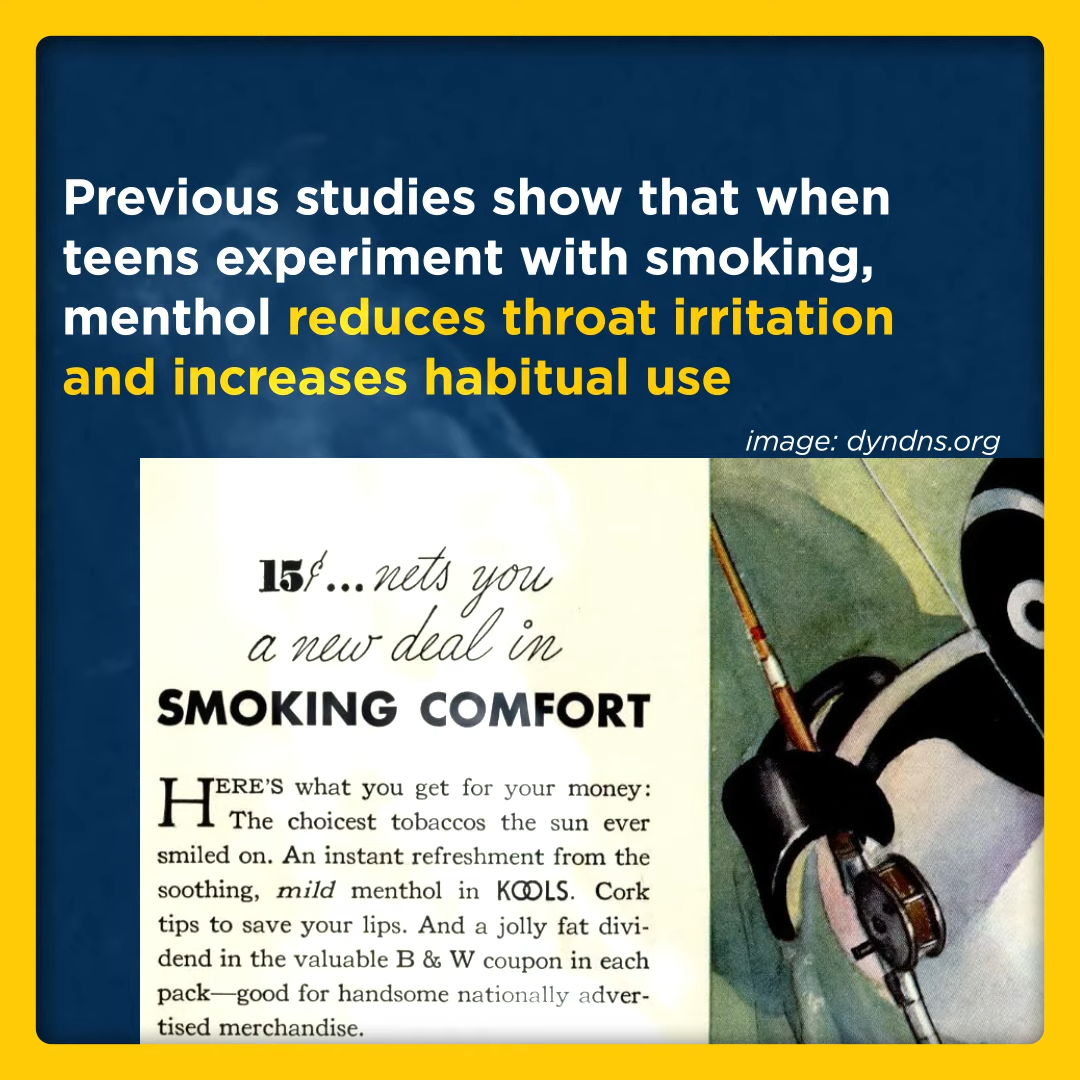 Previous studies show that when
teens experiment with smoking,
menthol reduces throat irritation
and increases habitual use
image: dyndns.org
15¢... nets you
a new deal in
SMOKING COMFORT
HERE'S what you get for your money:
The choicest tobaccos the sun ever
smiled on. An instant refreshment from the
soothing, mild menthol in KOOLS. Cork
tips to save your lips. And a jolly fat divi-
dend in the valuable B & W coupon in each
pack—good for handsome nationally adver-
tised merchandise.